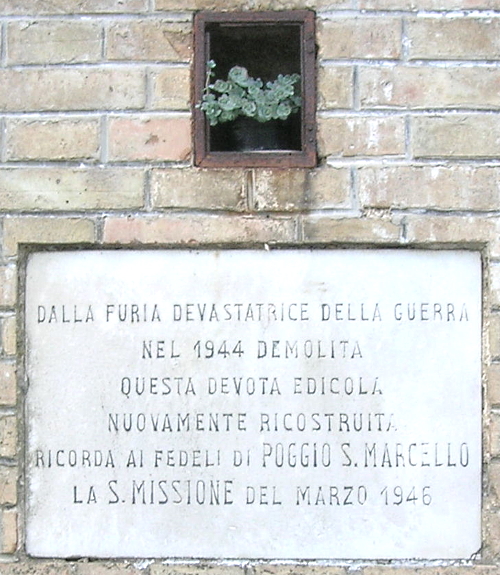 DALLA FURIA DEVASTATRICE DELLA GUERRA
NEL 1944 DEMOLITA
QUESTA DEVOTA EDICOLA
NUOVAMENTE RICOSTRUITA
RICORDA AI FEDELI DI POGGIO S. MARCELLO
LA S. MISSIONE DEL MARZO 1946